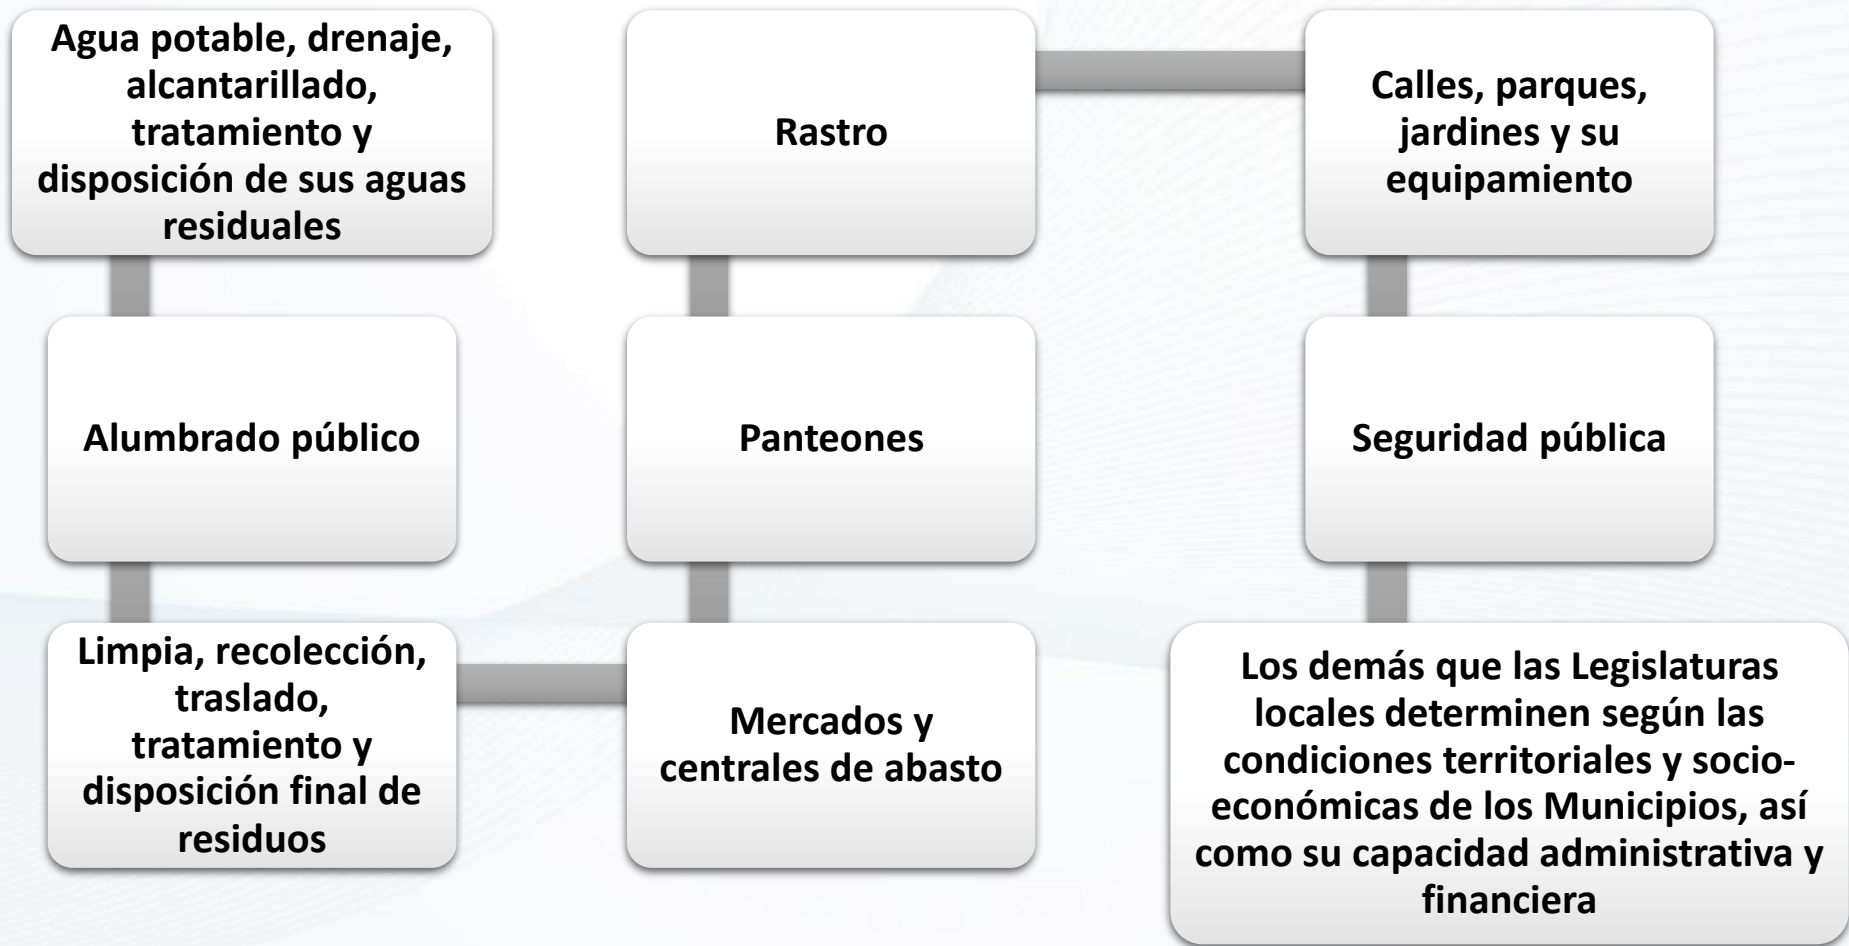 Agua potable, drenaje,
alcantarillado,
tratamiento y
disposición de sus aguas
residuales
Alumbrado público
Limpia, recolección,
traslado,
tratamiento y
disposición final de
residuos
Mercados y
centrales de abasto
Panteones
Rastro
Calles, parques,
jardines y su
equipamiento
Seguridad pública
Los demás que las Legislaturas
locales determinen según las
condiciones territoriales y socio-
económicas de los Municipios, así
como su capacidad administrativa y
financiera